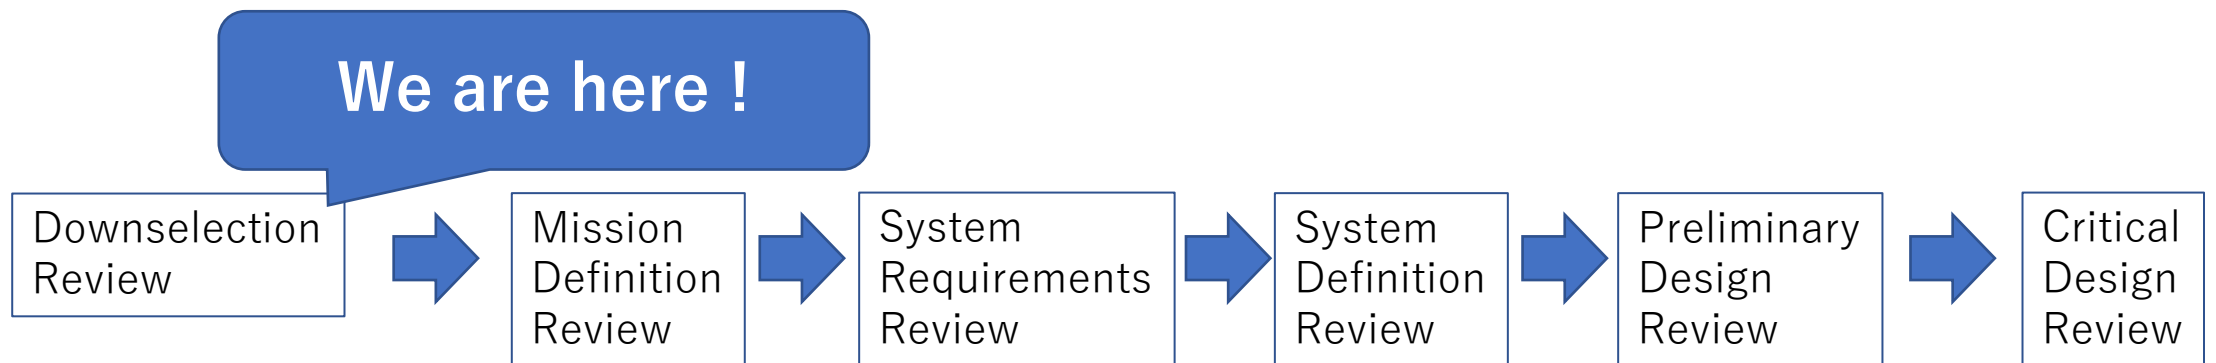 We are here !
Downselection
Review
Mission
Definition
Review
System
Requirements
Review
System
Definition
Review
Preliminary
Design
Review
Critical
Design
Review